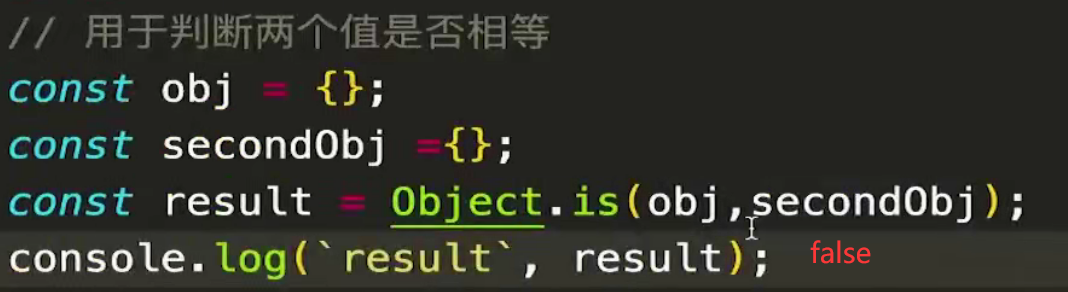 // 用于判断两个值是否相等
const obj = {};
const secondObj ={};
const result = Object.is(obj,secondObj);
console.log(`result`, result); false